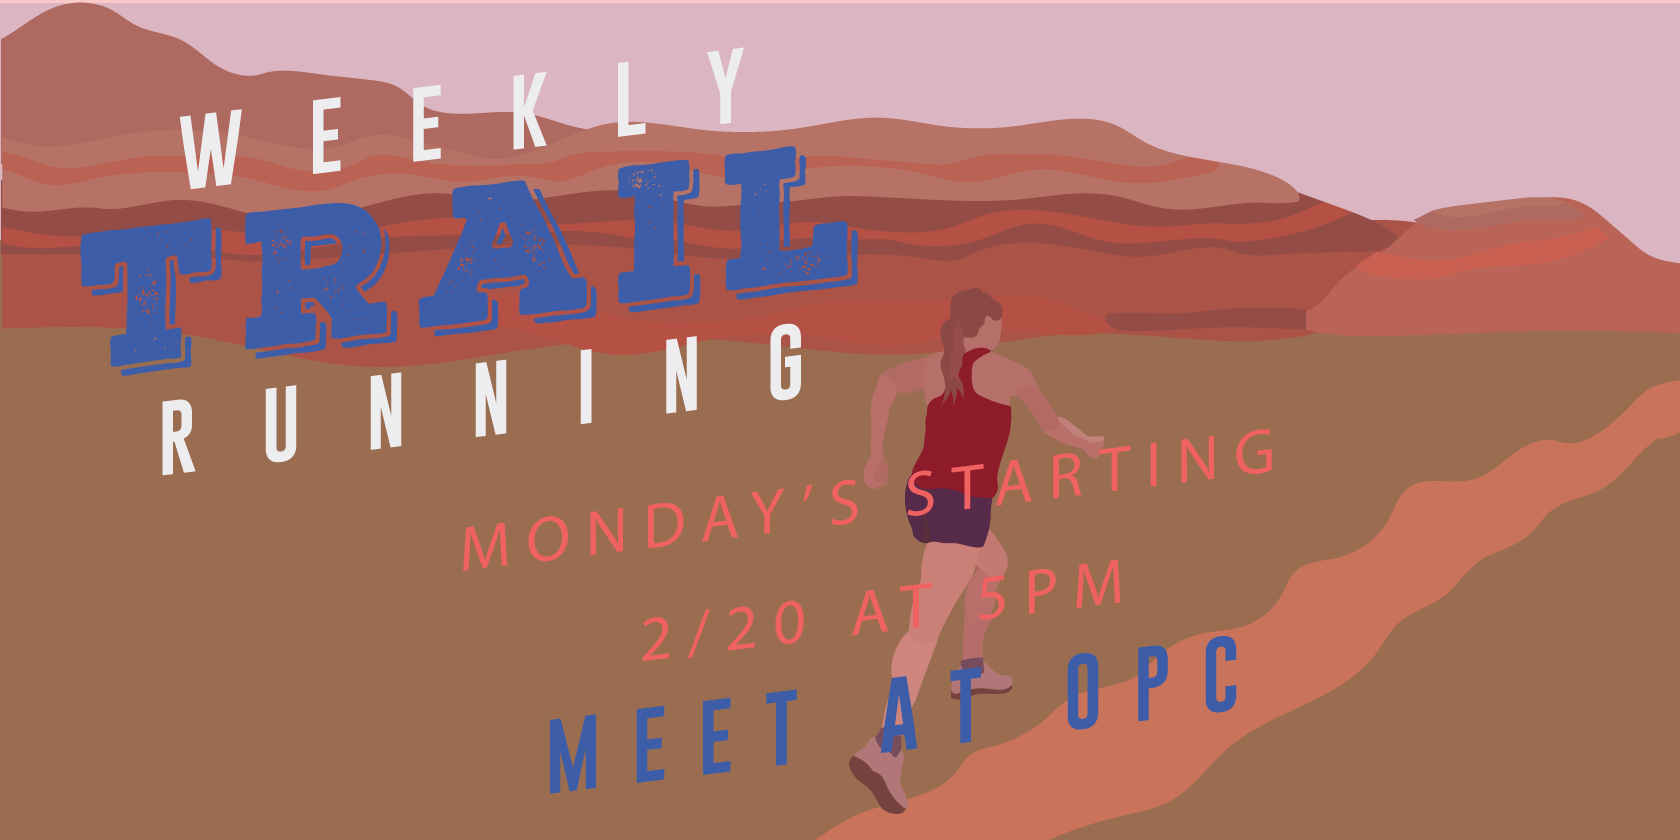 WEEKLY
TRAIL
RUNNING
MONDAY'S STARTING
2/20 AT 5PM
MEET AT OPC